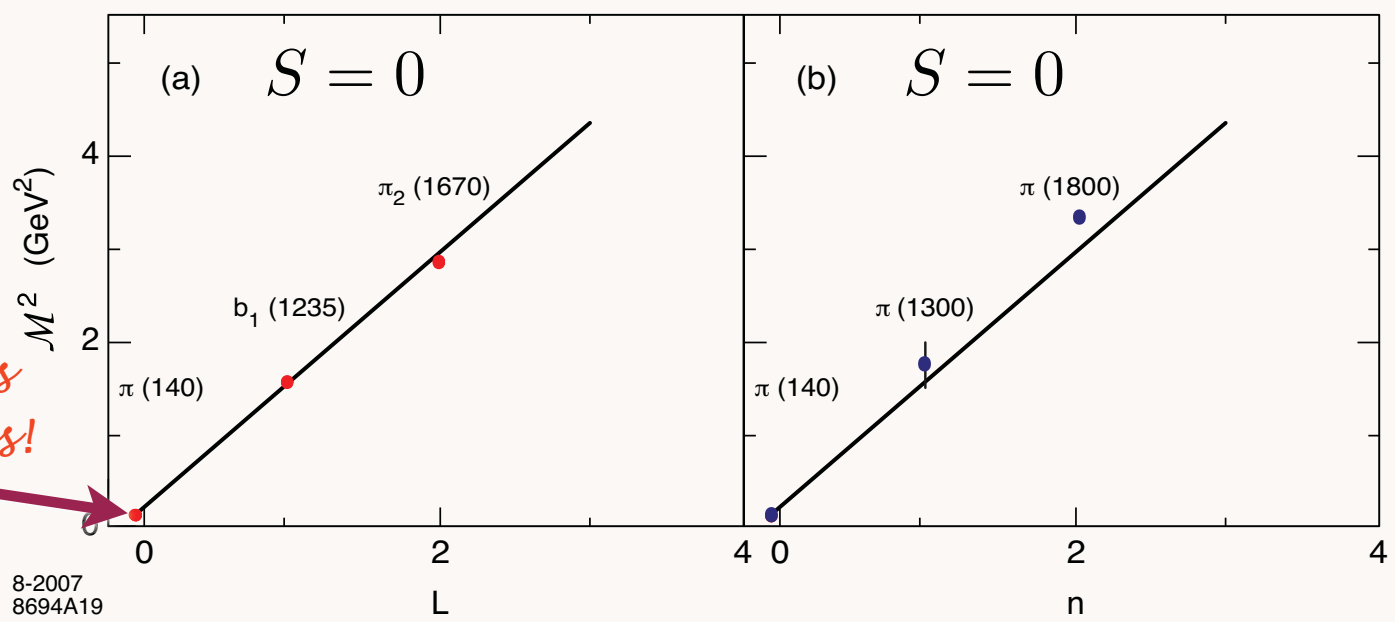 (a) S = 0
(b) S = 0
4
π₂ (1670)
π (1800)
ℳ² (GeV²)
b₁ (1235)
π (1300)
2
π (140)
π (140)
s!
0
0 2 4 0 2 4
8-2007
8694A19
L
n